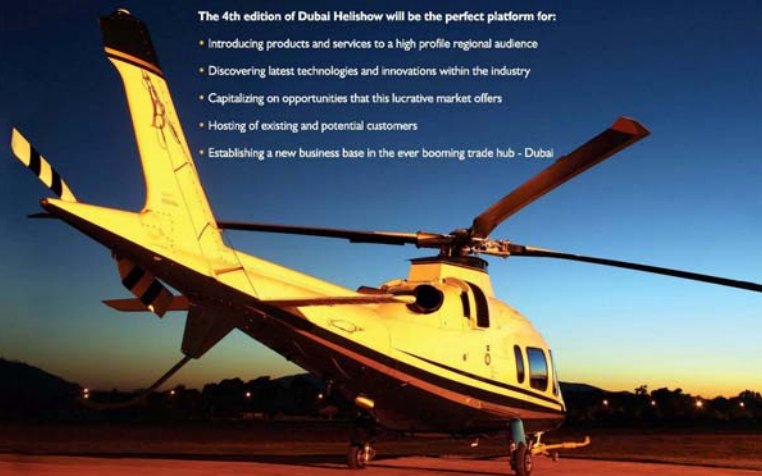 The 4th edition of Dubai Helishow will be the perfect platform for:
• Introducing products and services to a high profile regional audience
• Discovering latest technologies and innovations within the industry
• Capitalizing on opportunities that this lucrative market offers
• Hosting of existing and potential customers
• Establishing a new business base in the ever booming trade hub - Dubai